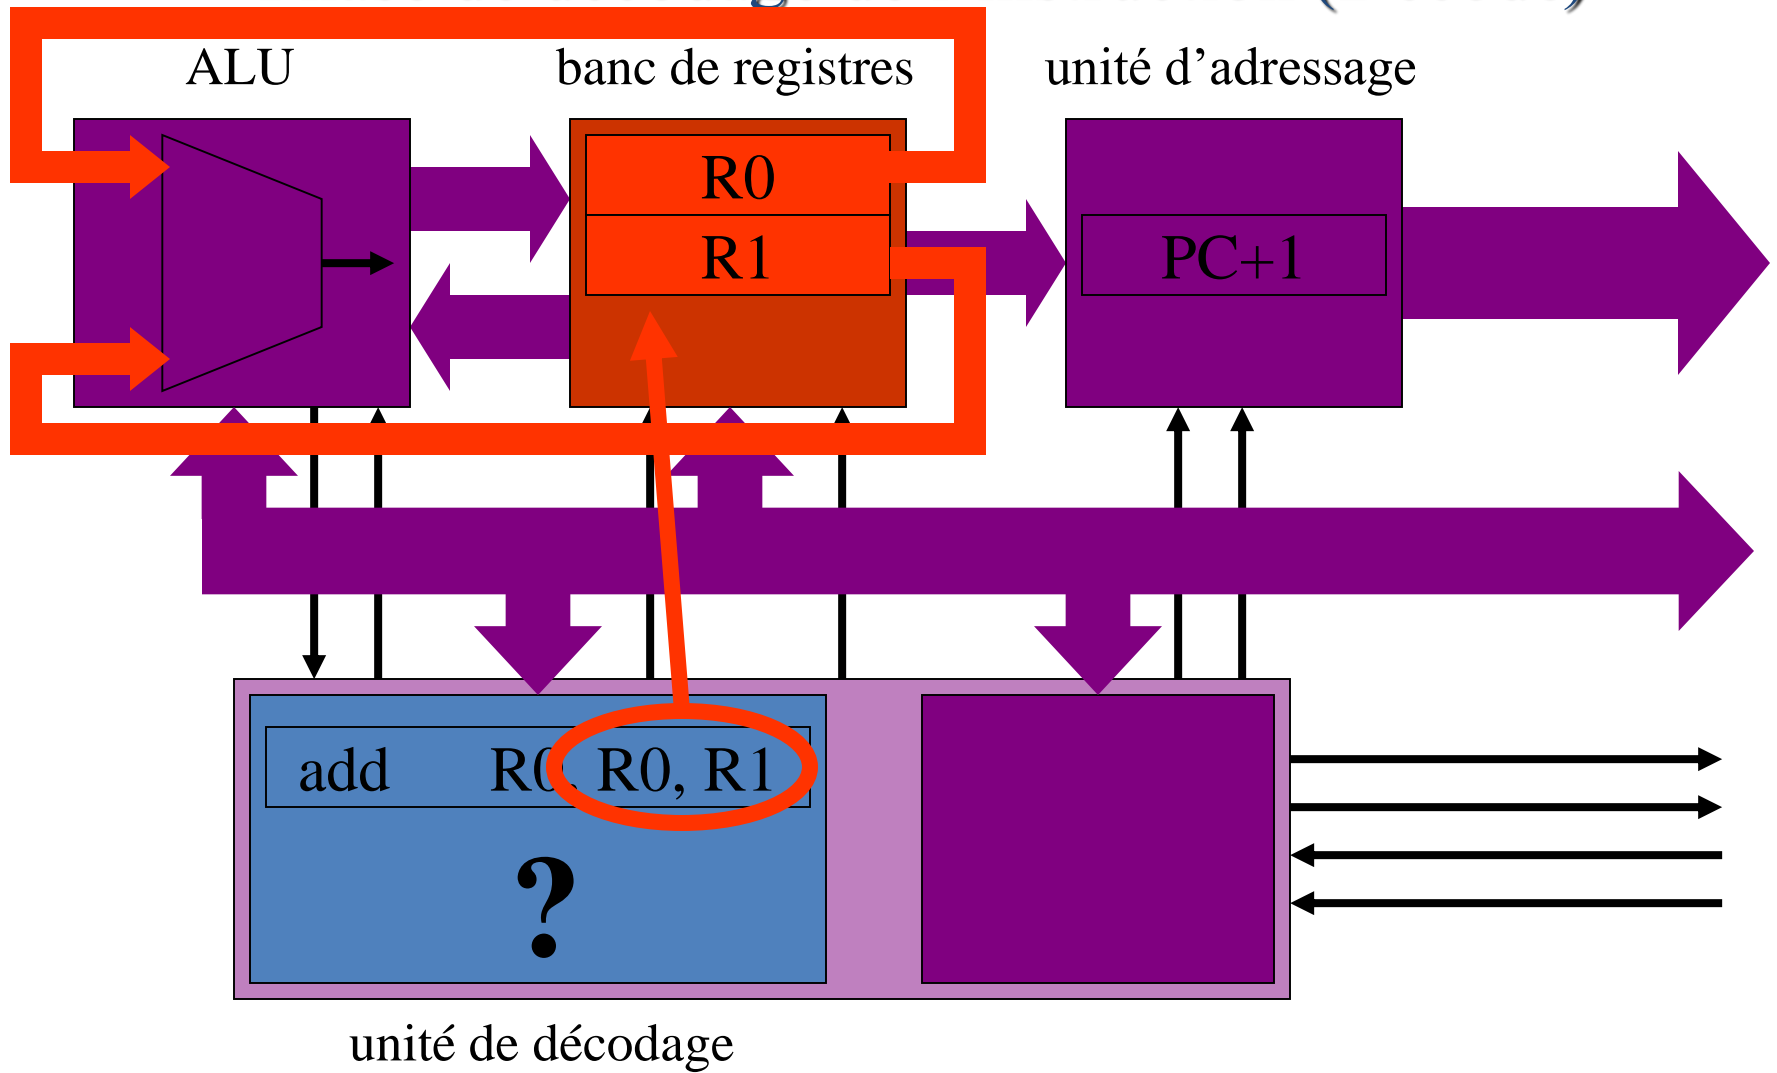 ALU
banc de registres
unité d’adressage
R0
R1
PC+1
add R0, R0, R1
?
unité de décodage